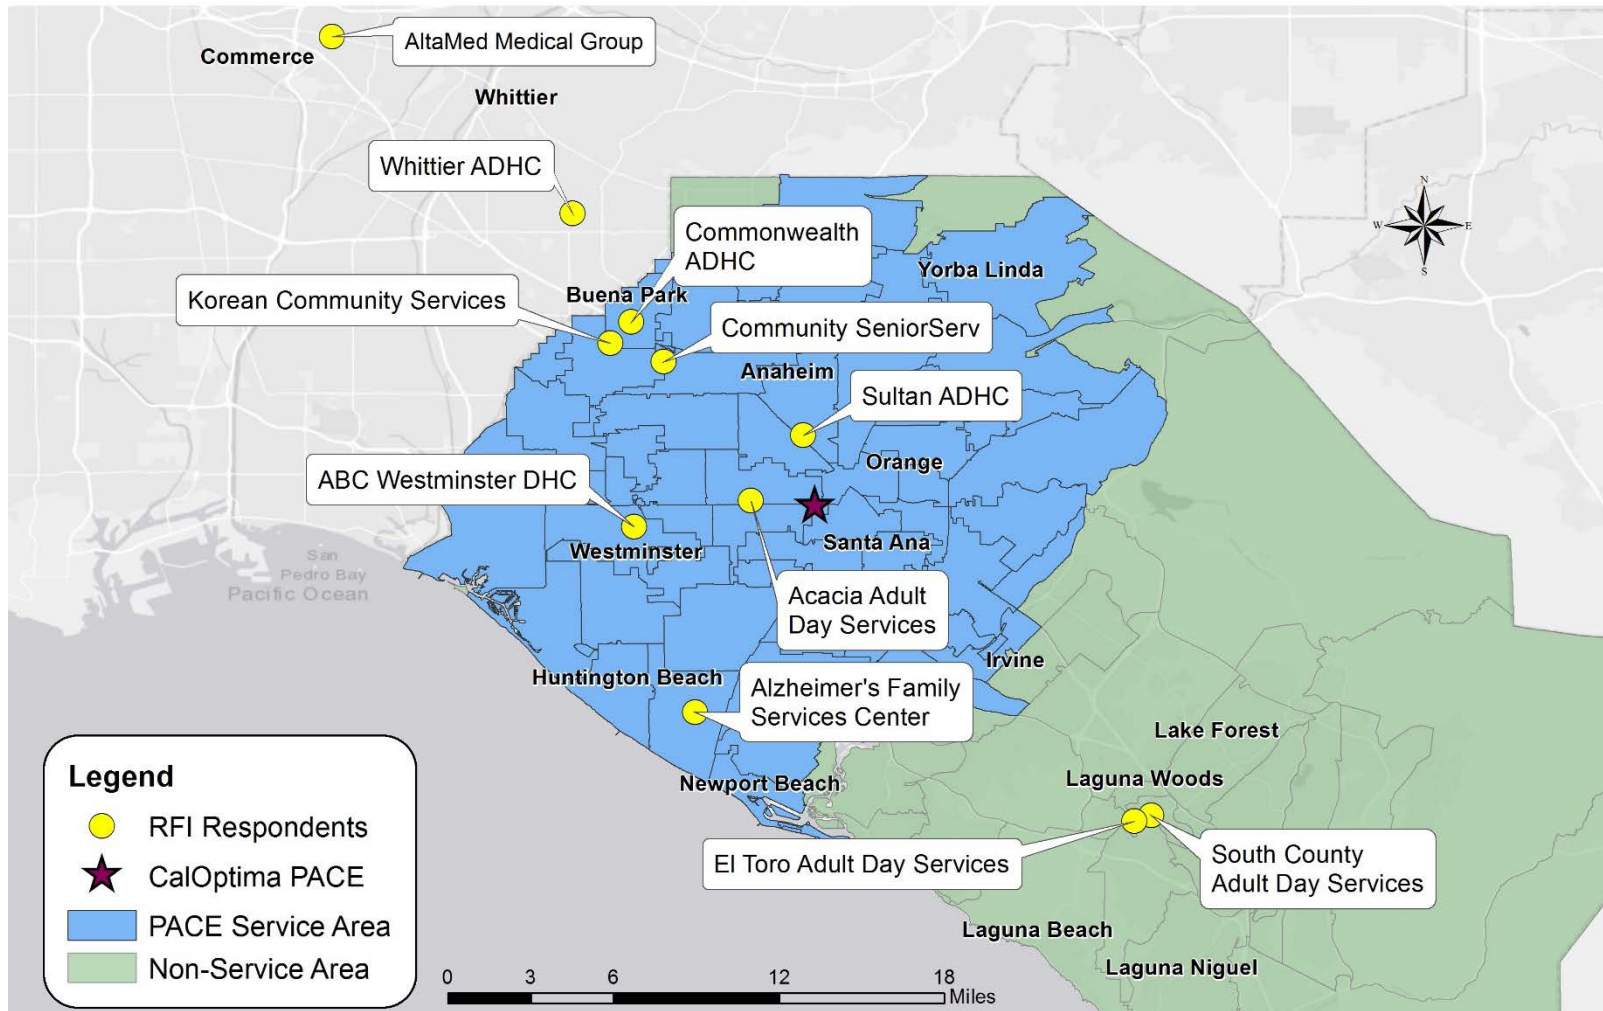 AltaMed Medical Group
Commerce
Whittier
Whittier ADHC
Commonwealth
ADHC
N
W
E
S
Yorba Linda
Korean Community Services
Buena Park
Community SeniorServ
Anaheim
Sultan ADHC
Orange
ABC Westminster DHC
Westminster
Santa Ana
San
Pedro Bay
Pacific Ocean
Acacia Adult
Day Services
Irvine
Huntington Beach
Alzheimer's Family
Services Center
Lake Forest
Laguna Woods
Newport Beach
El Toro Adult Day Services
South County
Adult Day Services
Laguna Beach
Laguna Niguel
Legend
RFI Respondents
CalOptima PACE
PACE Service Area
Non-Service Area
0 3 6 12 18
Miles